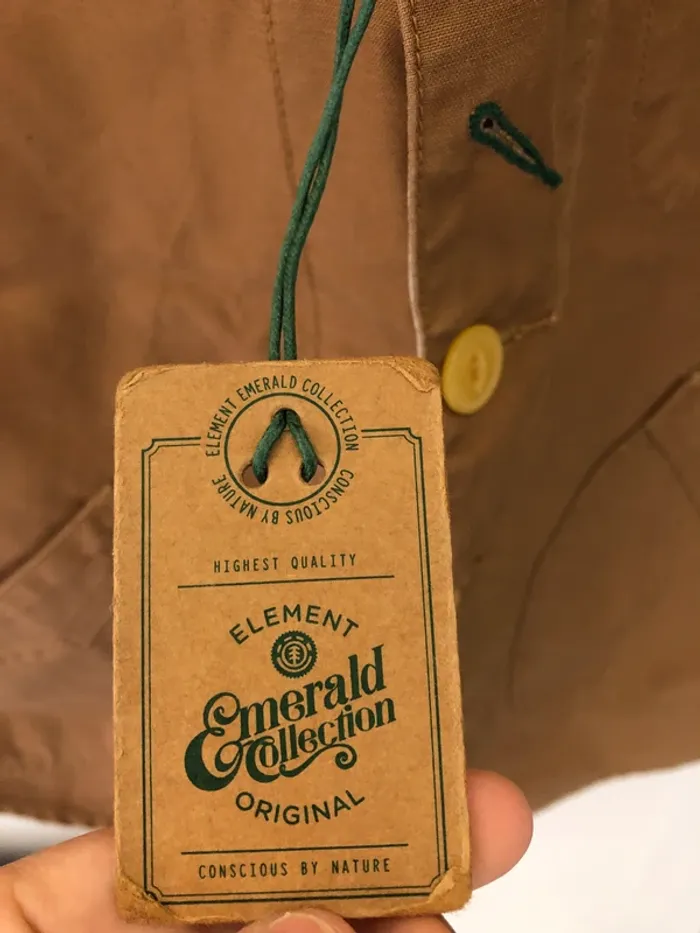 ELEMENT EMERALD COLLECTION
CONSCIOUS BY NATURE
HIGHEST QUALITY
ELEMENT
Emerald
Collection
ORIGINAL
CONSCIOUS BY NATURE